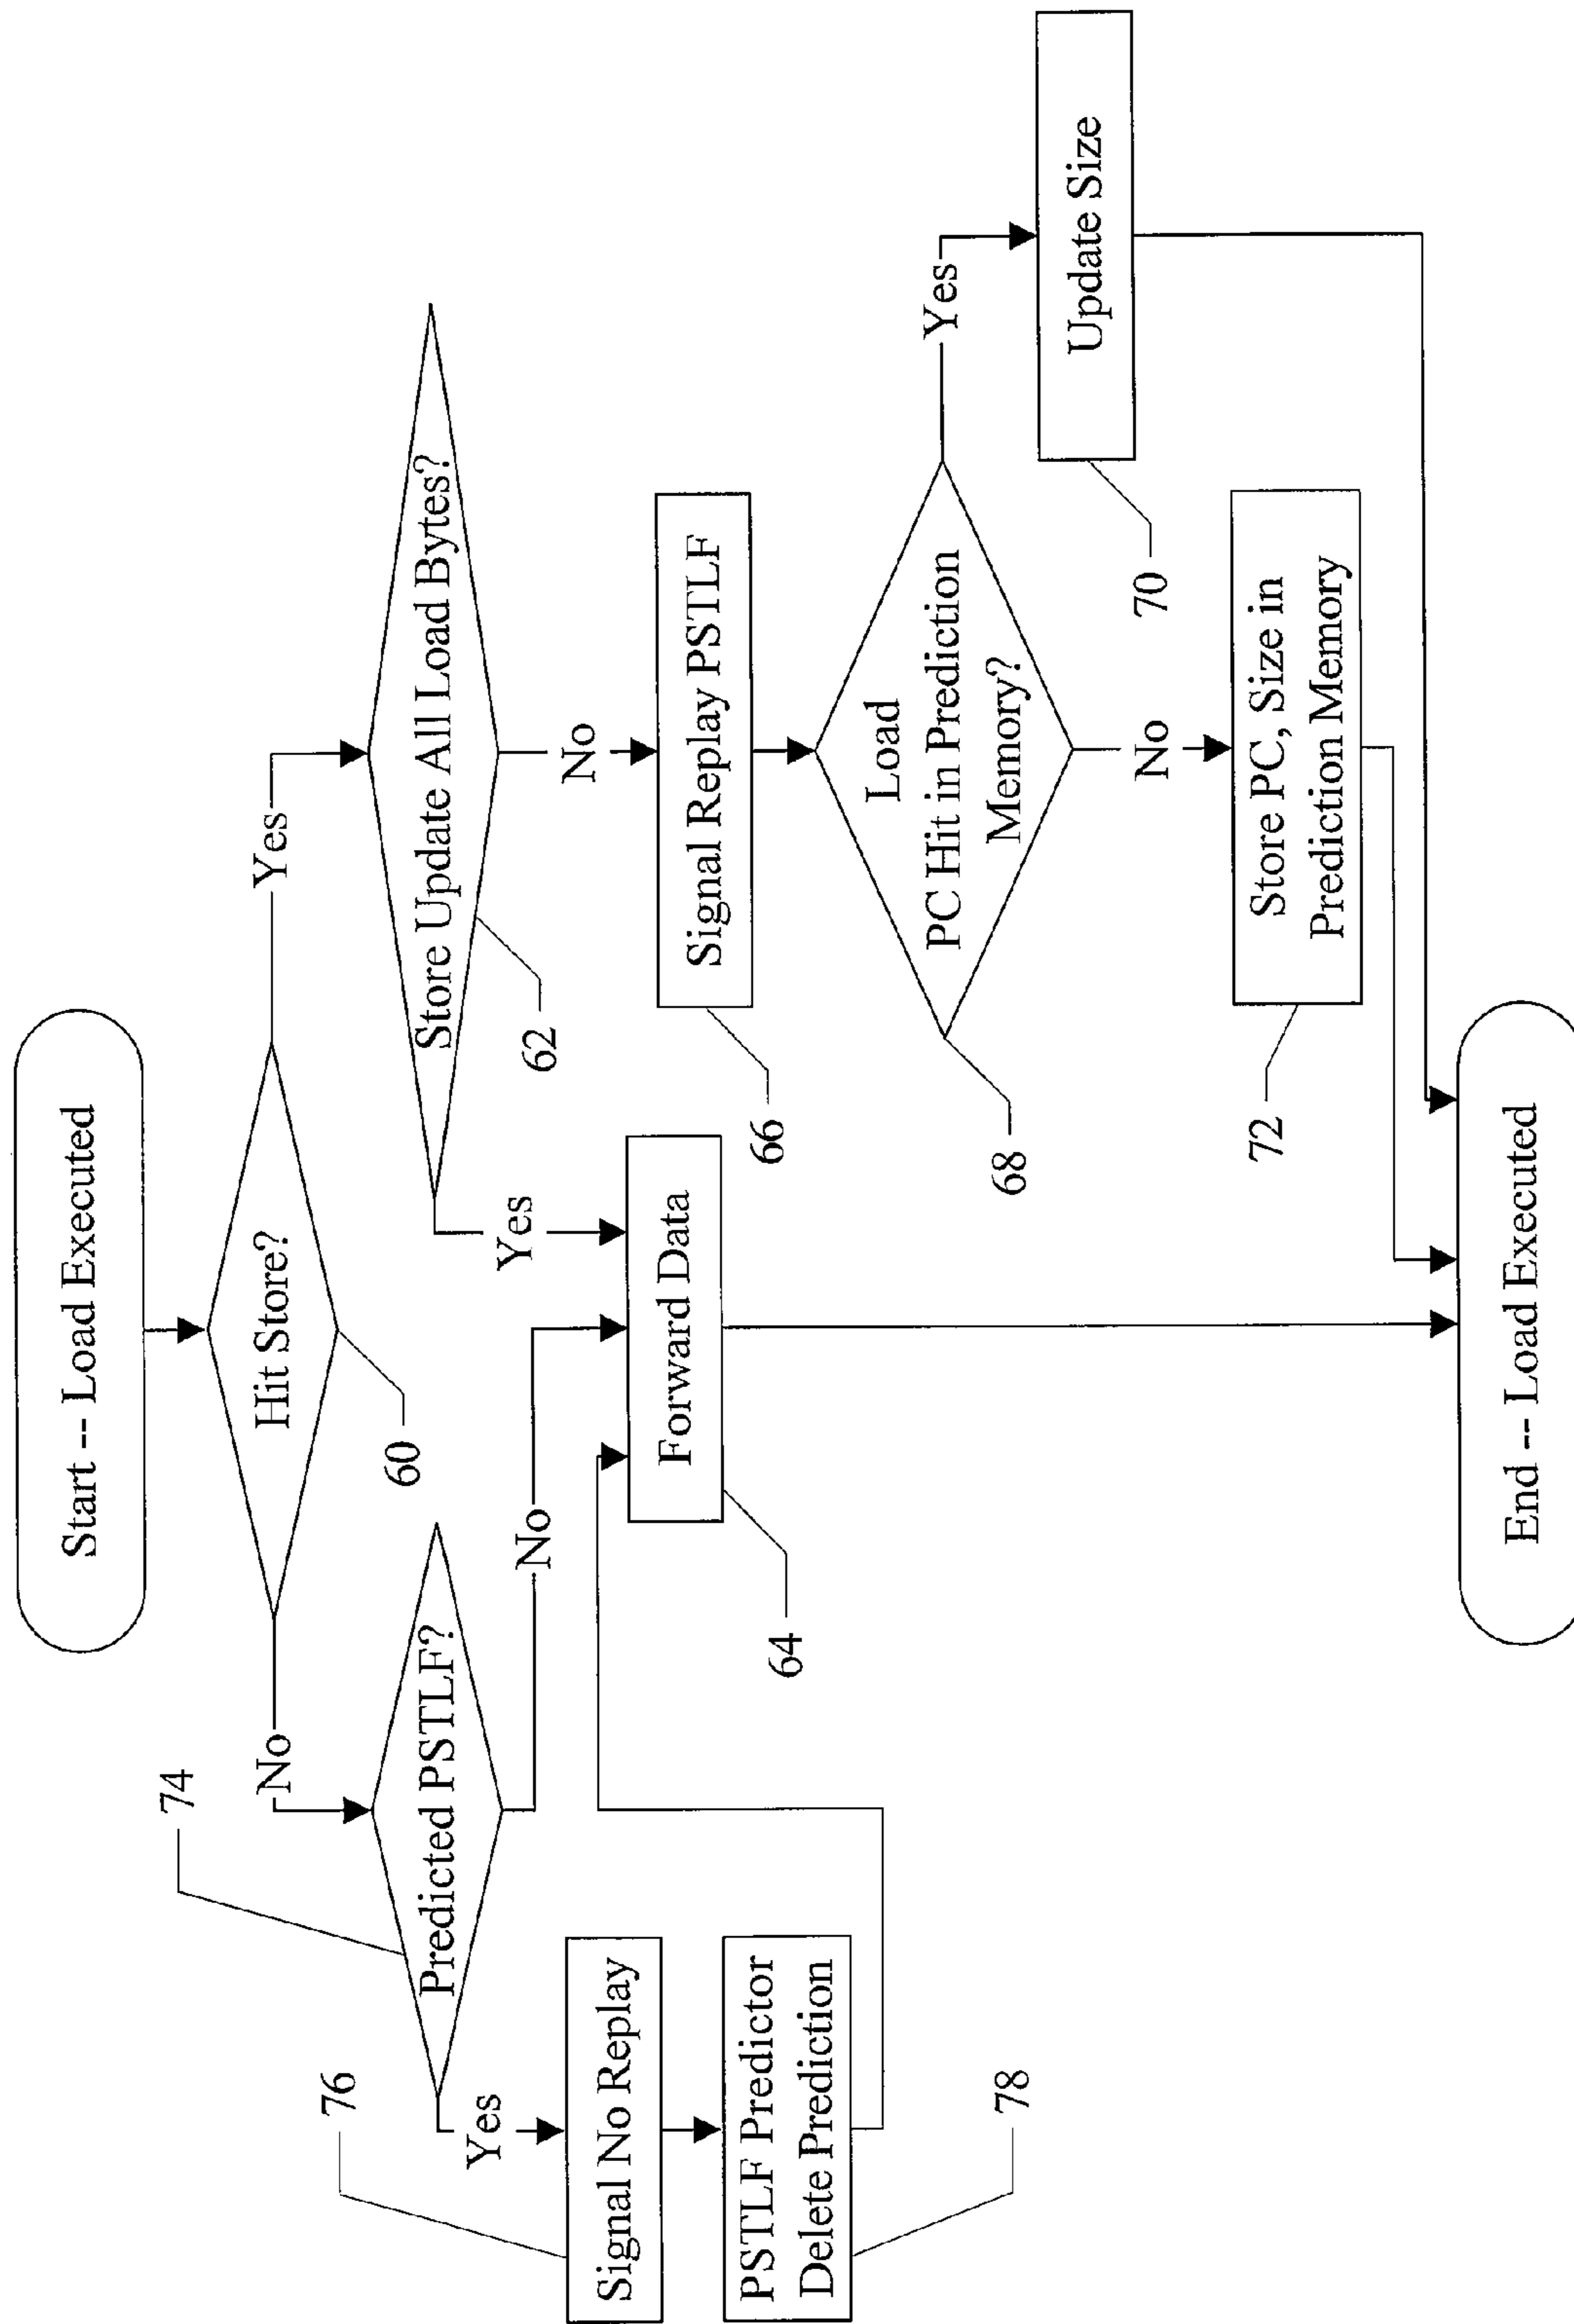 Start -- Load Executed
Hit Store?
60
No
Yes
74
Predicted PSTLF?
Store Update All Load Bytes?
62
Yes
No
Yes
No
76
Signal No Replay
Forward Data
64
Signal Replay PSTLF
66
PSTLF Predictor
Delete Prediction
78
Load
PC Hit in Prediction
Memory?
68
Yes
No
Update Size
70
Store PC, Size in
Prediction Memory
72
End -- Load Executed